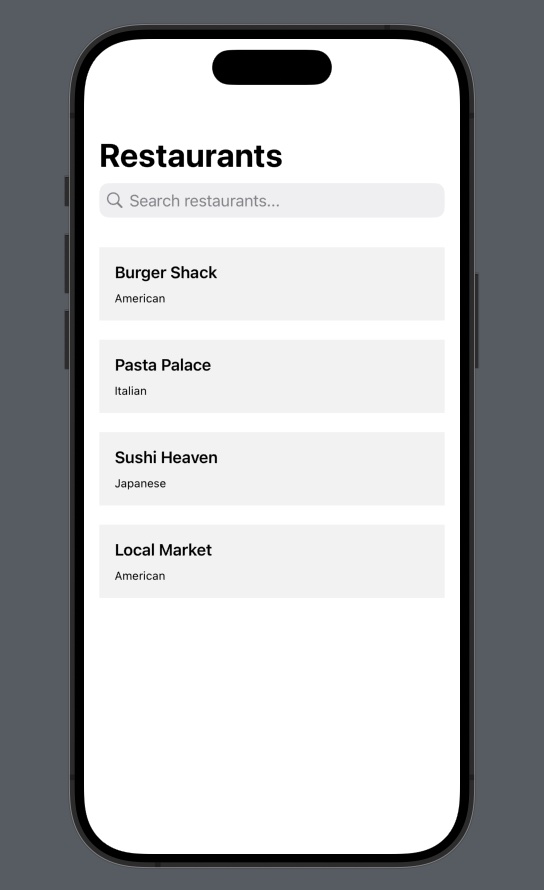 Restaurants
Search restaurants...
Burger Shack
American
Pasta Palace
Italian
Sushi Heaven
Japanese
Local Market
American